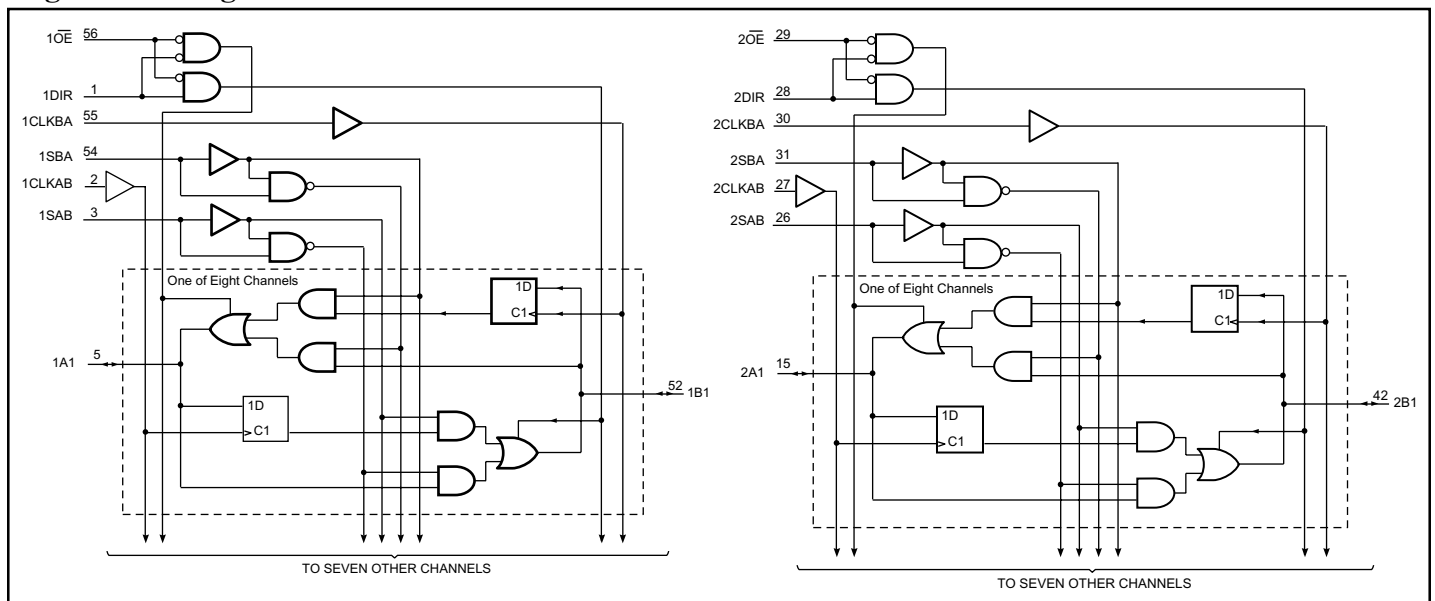 1OE 56
1DIR 1
1CLKBA 55
1SBA 54
1CLKAB 2
1SAB 3
One of Eight Channels
1D
C1
1A1 5
52 1B1
1D
C1
TO SEVEN OTHER CHANNELS
2OE 29
2DIR 28
2CLKBA 30
2SBA 31
2CLKAB 27
2SAB 26
One of Eight Channels
1D
C1
2A1 15
42 2B1
1D
C1
TO SEVEN OTHER CHANNELS